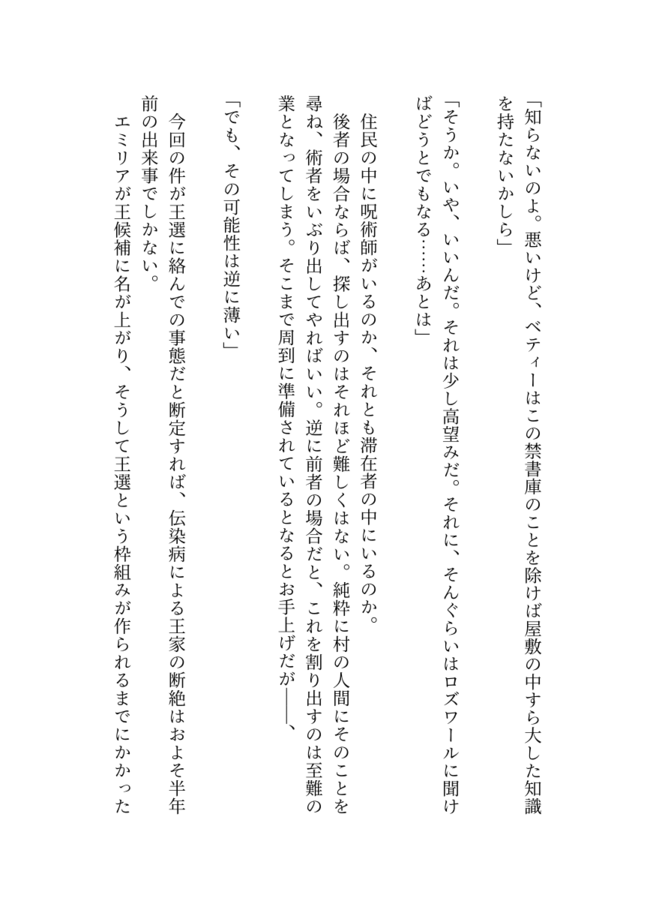 「知らないのよ。悪いけど、ベティーはこの禁書庫のことを除けば屋敷の中すら大した知識
を持たないかしら」
「そうか。いや、いいんだ。それは少し高望みだ。それに、そんぐらいはロズワールに聞け
ばどうとでもなる……あとは」
住民の中に呪術師がいるのか、それとも滞在者の中にいるのか。
後者の場合ならば、探し出すのはそれほど難しくはない。純粋に村の人間にそのことを
尋ね、術者をいぶり出してやればいい。逆に前者の場合だと、これを割り出すのは至難の
業となってしまう。そこまで周到に準備されているとなるとお手上げだが――、
「でも、その可能性は逆に薄い」
今回の件が王選に絡んでの事態だと断定すれば、伝染病による王家の断絶はおよそ半年
前の出来事でしかない。
エミリアが王候補に名が上がり、そうして王選という枠組みが作られるまでにかかった